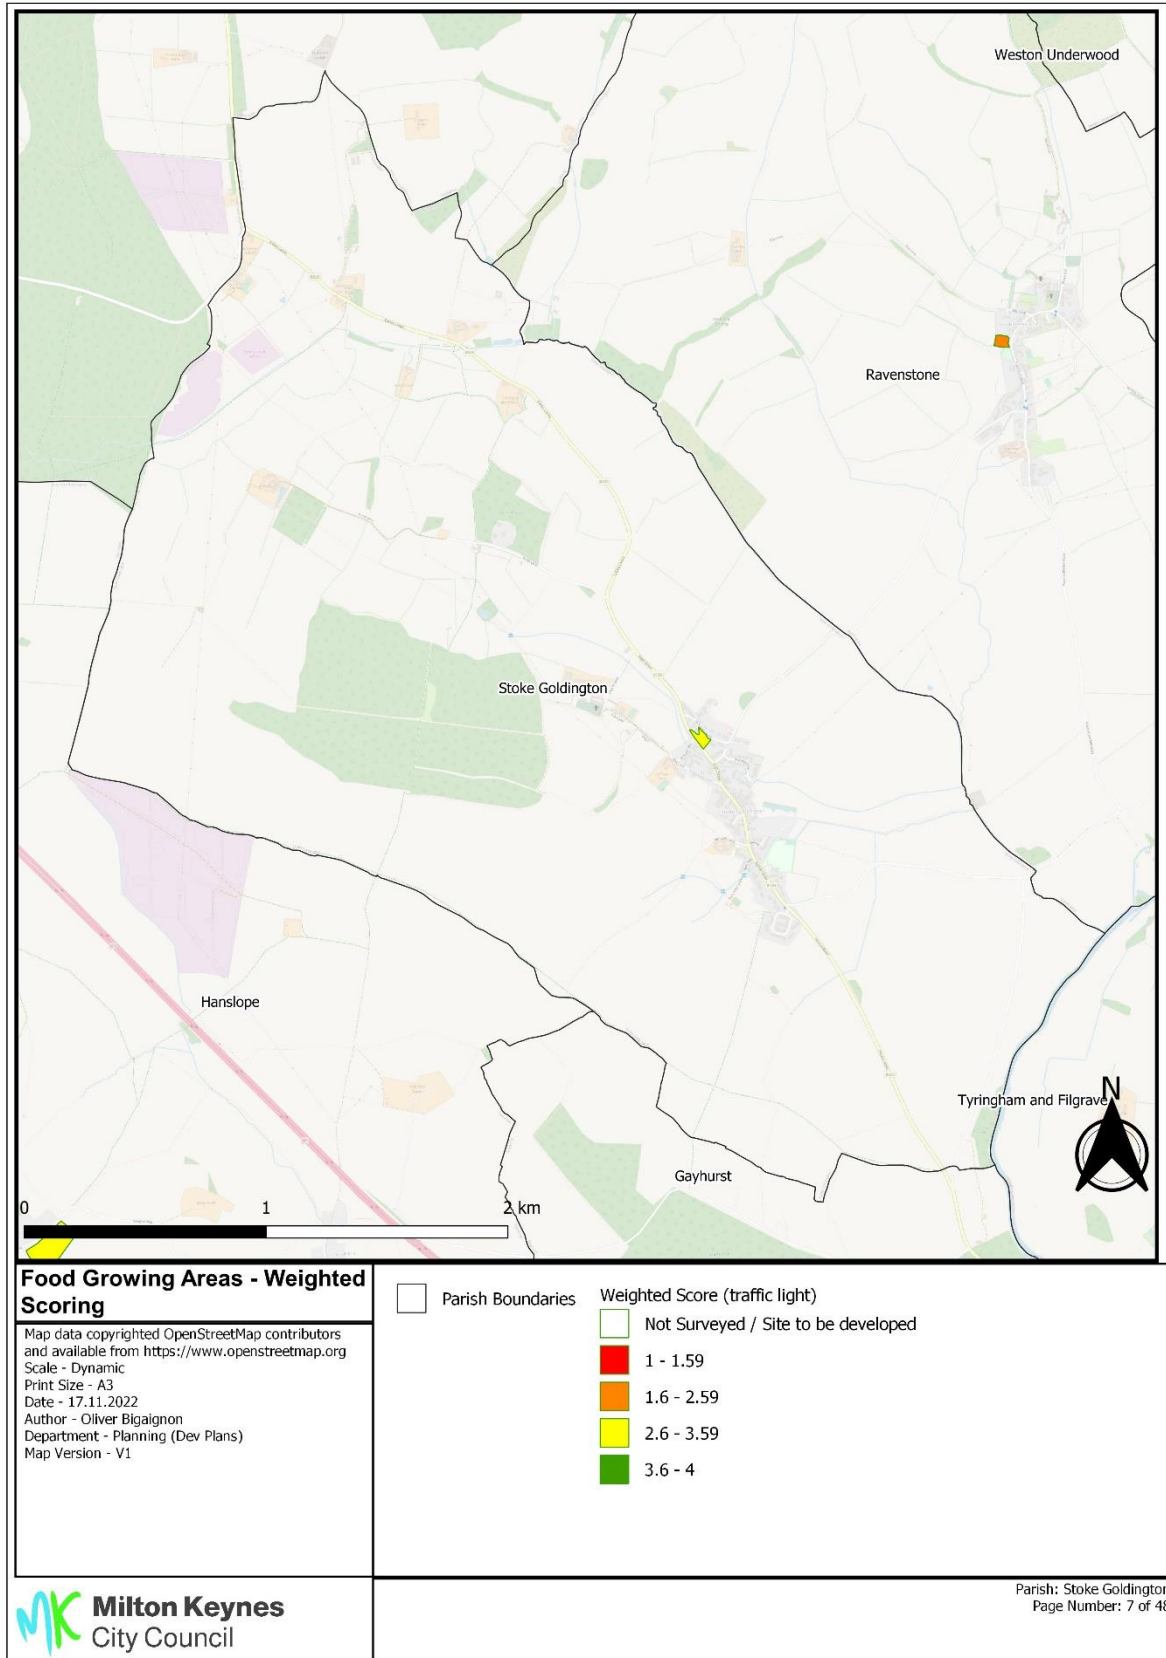 Weston Underwood
Ravenstone
Stoke Goldington
Hanslope
Tyringham and Filgrave
N
Gayhurst
0 1 2 km
Food Growing Areas - Weighted
Scoring
Map data copyrighted OpenStreetMap contributors
and available from https://www.openstreetmap.org
Scale - Dynamic
Print Size - A3
Date - 17.11.2022
Author - Oliver Bigaignon
Department - Planning (Dev Plans)
Map Version - V1
Parish Boundaries
Weighted Score (traffic light)
Not Surveyed / Site to be developed
1 - 1.59
1.6 - 2.59
2.6 - 3.59
3.6 - 4
MK Milton Keynes
City Council
Parish: Stoke Goldington
Page Number: 7 of 48